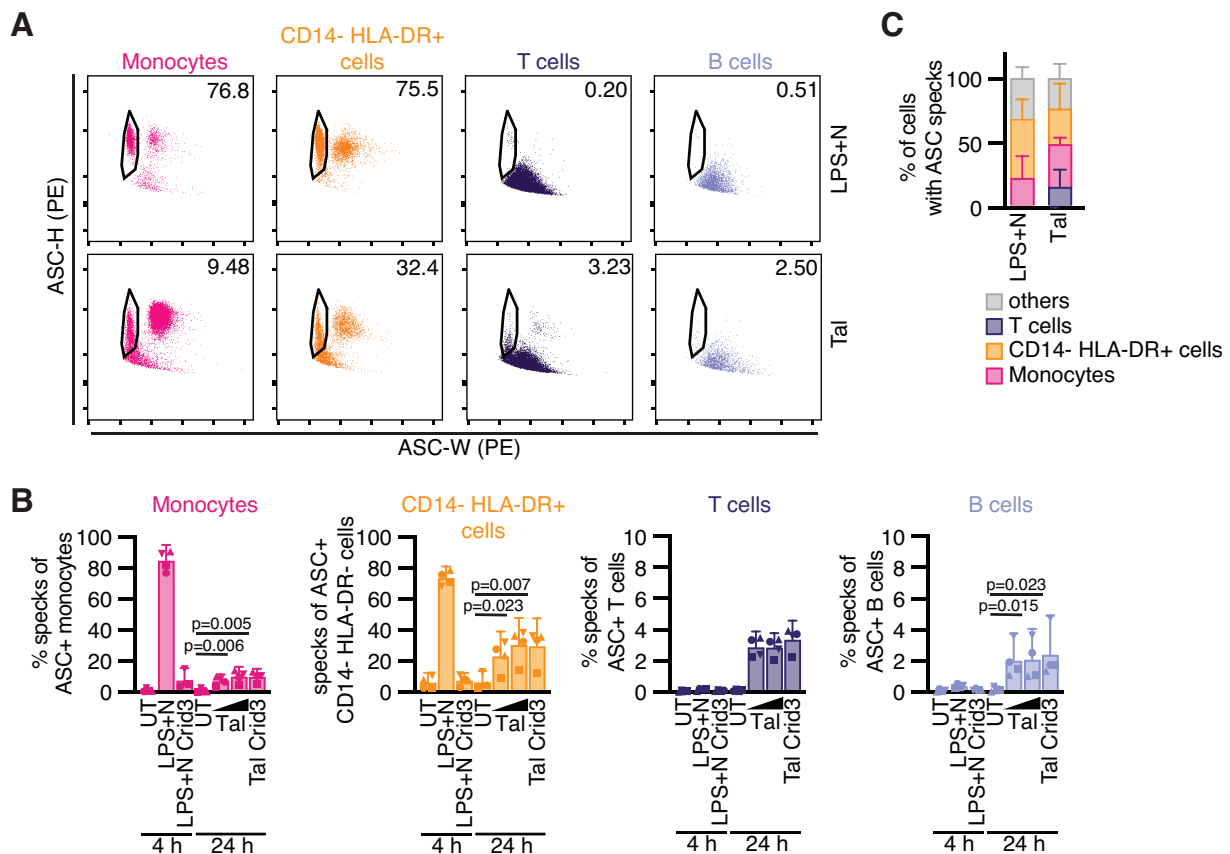 A
Monocytes
CD14- HLA-DR+
cells
T cells
B cells
76.8
75.5
0.20
0.51
LPS+N
9.48
32.4
3.23
2.50
Tal
ASC-H (PE)
ASC-W (PE)
C
% of cells
with ASC specks
100
50
0
LPS+N
Tal
others
T cells
CD14- HLA-DR+ cells
Monocytes
B
Monocytes
% specks of
ASC+ monocytes
100
80
60
40
20
0
p=0.005
p=0.006
UT
LPS+N
LPS+N Crid3
UT
Tal
Tal Crid3
4 h
24 h
CD14- HLA-DR+
cells
specks of ASC+
CD14- HLA-DR- cells
100
80
60
40
20
0
p=0.007
p=0.023
UT
LPS+N
LPS+N Crid3
UT
Tal
Tal Crid3
4 h
24 h
T cells
% specks of
ASC+ T cells
10
8
6
4
2
0
UT
LPS+N
LPS+N Crid3
UT
Tal
Tal Crid3
4 h
24 h
B cells
% specks of
ASC+ B cells
10
8
6
4
2
0
p=0.023
p=0.015
UT
LPS+N
LPS+N Crid3
UT
Tal
Tal Crid3
4 h
24 h